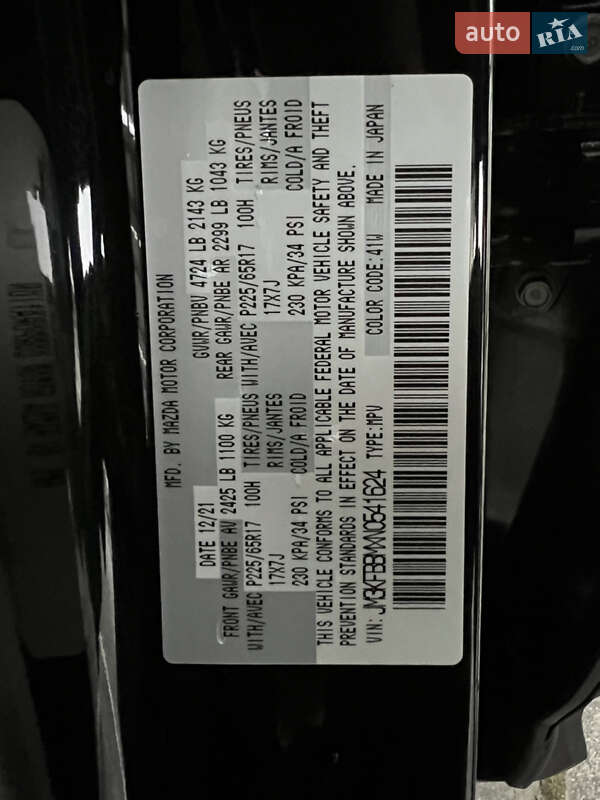 auto RIA .com
MFD. BY MAZDA MOTOR CORPORATION
DATE 12/21 GVWR/PNBV 4724 LB 2143 KG
FRONT GAWR/PNBE AV 2425 LB 1100 KG REAR GAWR/PNBE AR 2299 LB 1043 KG
WITH/AVEC P225/65R17 100H TIRES/PNEUS WITH/AVEC P225/65R17 100H TIRES/PNEUS
17X7J RIMS/JANTES 17X7J RIMS/JANTES
230 KPA/34 PSI COLD/A FROID 230 KPA/34 PSI COLD/A FROID
THIS VEHICLE CONFORMS TO ALL APPLICABLE FEDERAL MOTOR VEHICLE SAFETY AND THEFT
PREVENTION STANDARDS IN EFFECT ON THE DATE OF MANUFACTURE SHOWN ABOVE.
VIN: JM3KFBBMXN0541624 TYPE:MPV COLOR CODE:41W MADE IN JAPAN